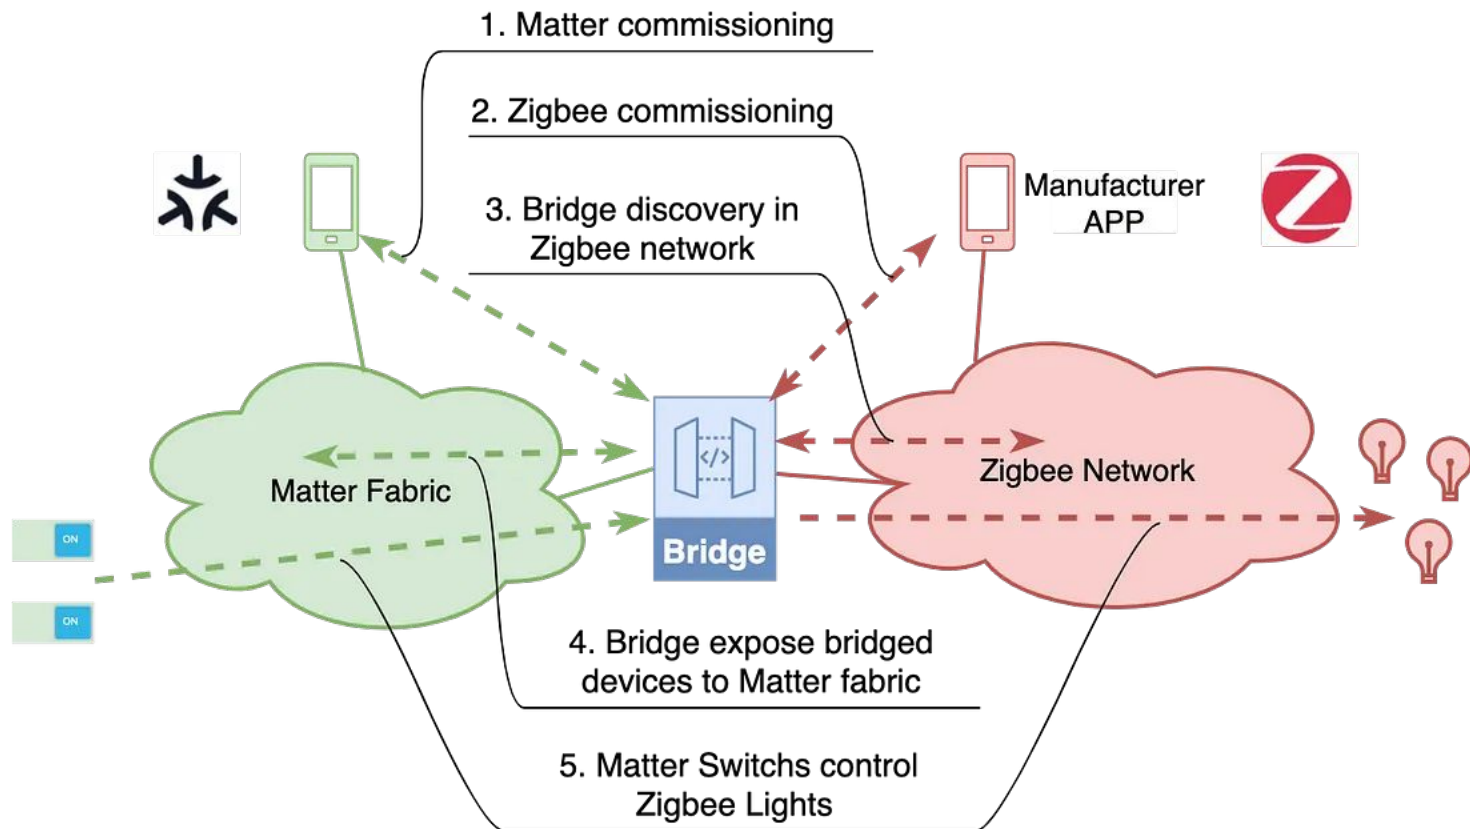 1. Matter commissioning
2. Zigbee commissioning
3. Bridge discovery in
Zigbee network
Manufacturer
APP
Matter Fabric
Zigbee Network
ON
ON
Bridge
4. Bridge expose bridged
devices to Matter fabric
5. Matter Switchs control
Zigbee Lights